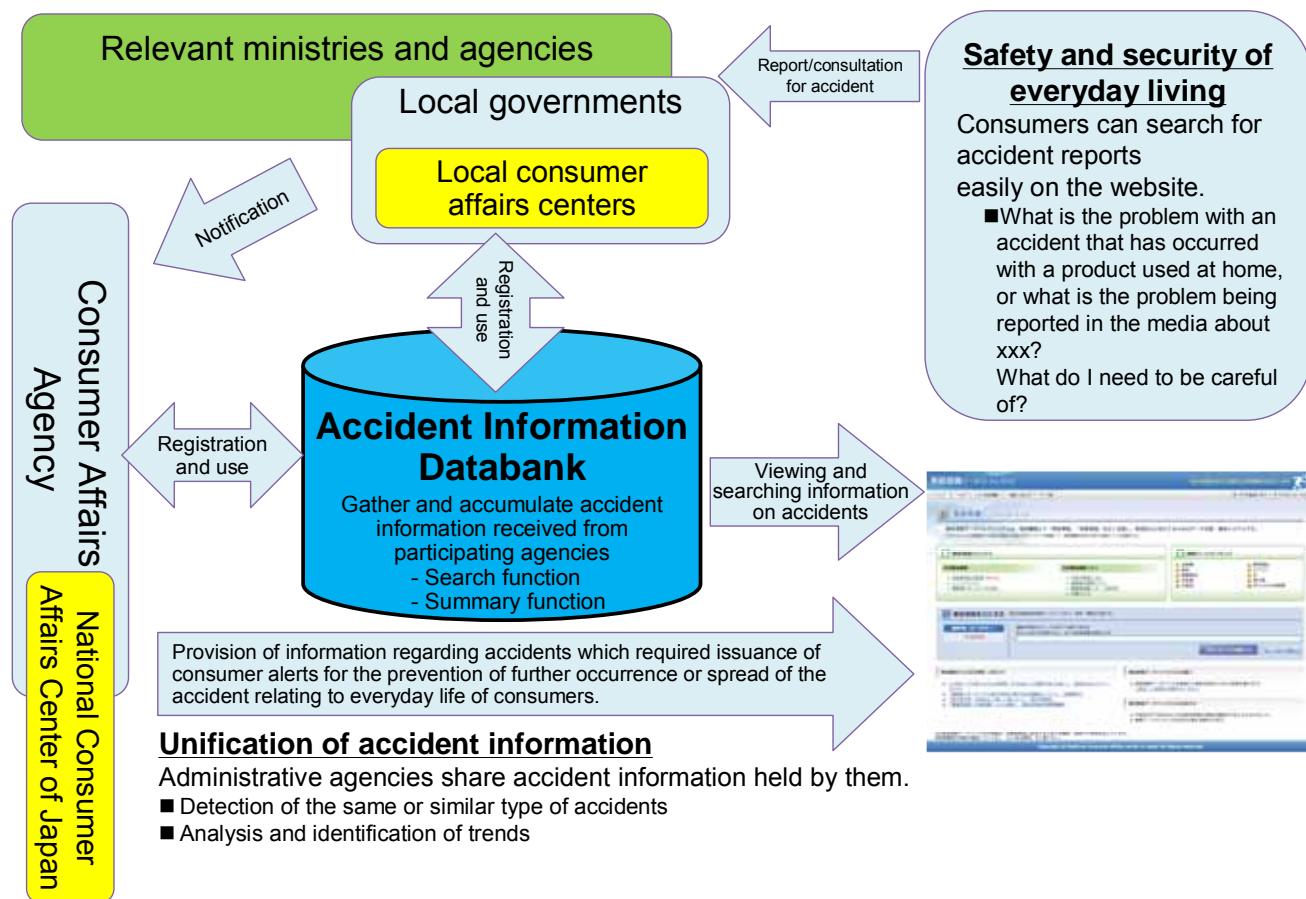 Relevant ministries and agencies
Local governments
Local consumer
affairs centers
Report/consultation
for accident
Safety and security of
everyday living
Consumers can search for
accident reports
easily on the website.
■What is the problem with an
accident that has occurred
with a product used at home,
or what is the problem being
reported in the media about
xxx?
What do I need to be careful
of?
Notification
Consumer Affairs
Agency
National Consumer
Affairs Center of Japan
Registration
and use
Registration
and use
Accident Information
Databank
Gather and accumulate accident
information received from
participating agencies
- Search function
- Summary function
Viewing and
searching information
on accidents
Provision of information regarding accidents which required issuance of
consumer alerts for the prevention of further occurrence or spread of the
accident relating to everyday life of consumers.
Unification of accident information
Administrative agencies share accident information held by them.
■ Detection of the same or similar type of accidents
■ Analysis and identification of trends